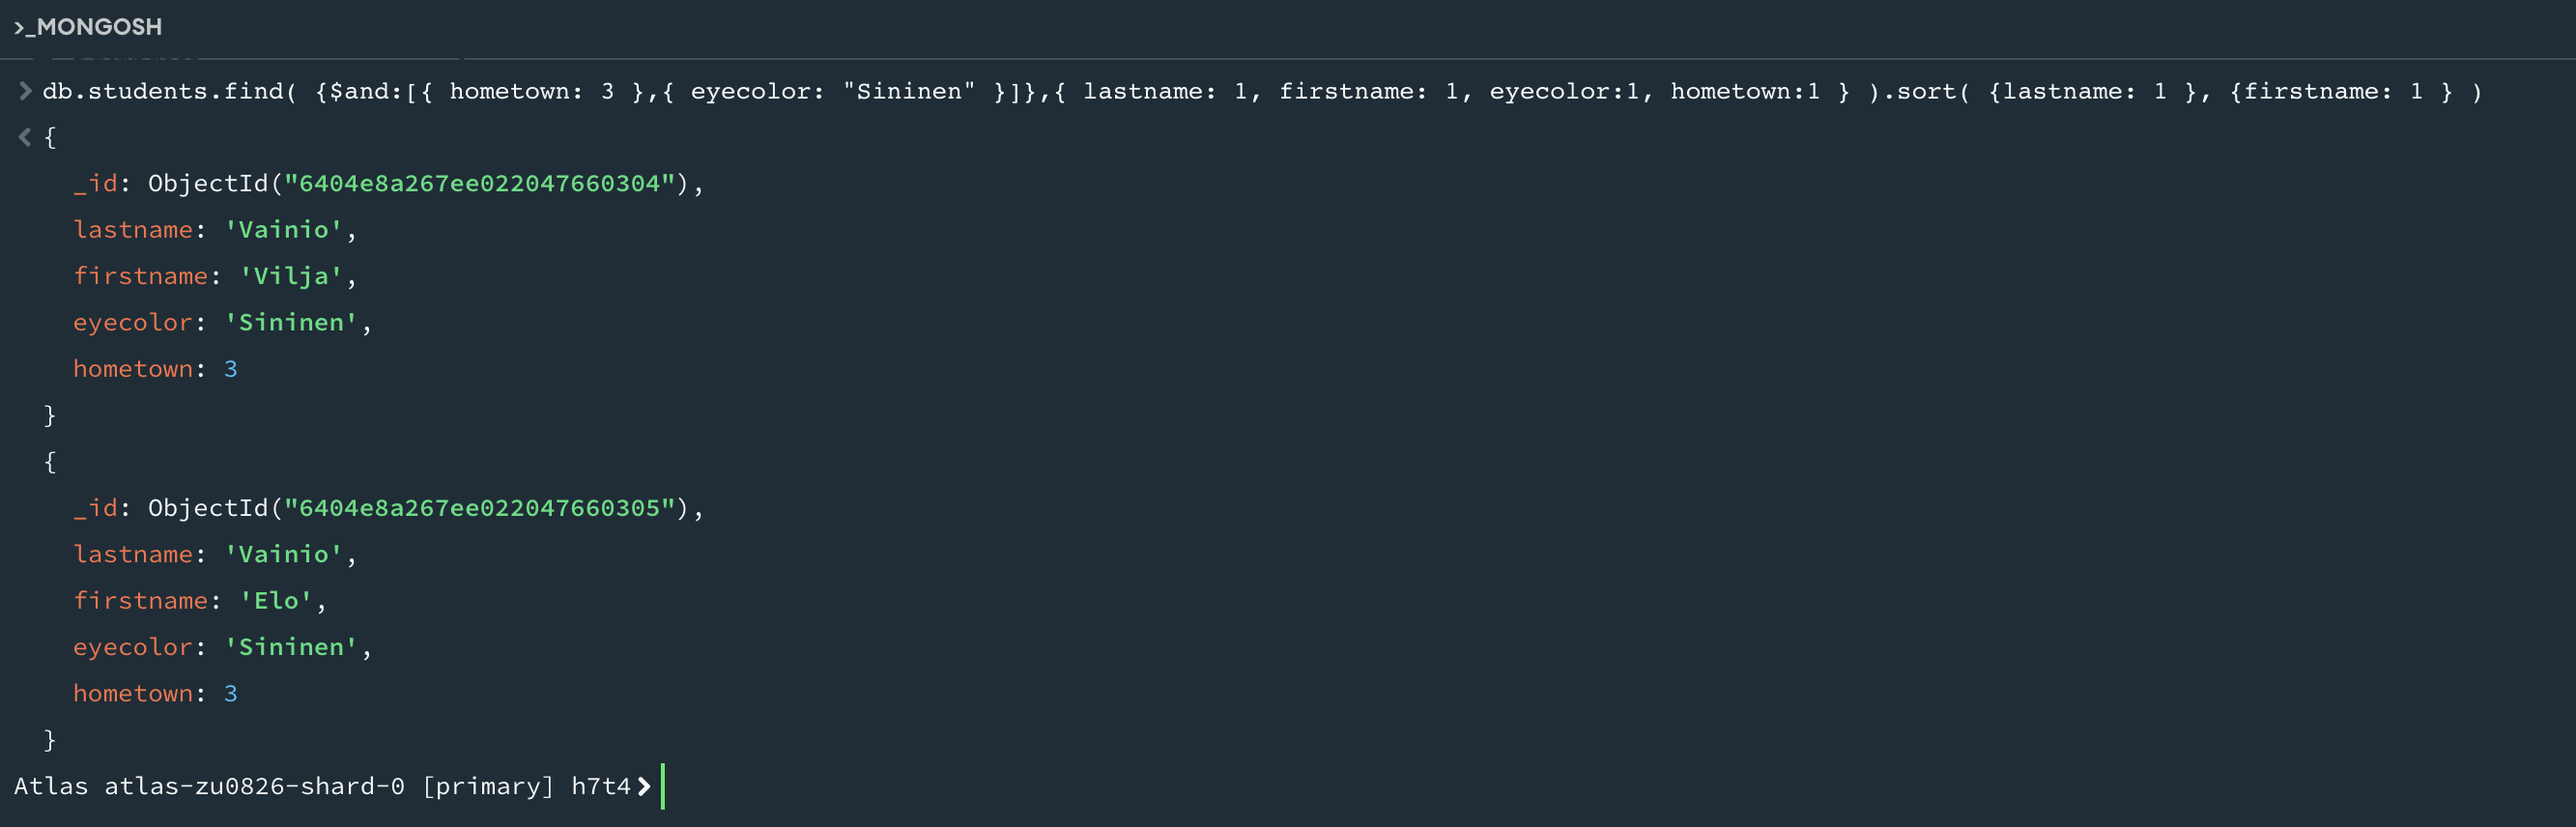 >_MONGOSH
> db.students.find( {$and:[{ hometown: 3 },{ eyecolor: "Sininen" }]},{ lastname: 1, firstname: 1, eyecolor:1, hometown:1 } ).sort( {lastname: 1 }, {firstname: 1 } )
< {
_id: ObjectId("6404e8a267ee022047660304"),
lastname: 'Vainio',
firstname: 'Vilja',
eyecolor: 'Sininen',
hometown: 3
}
{
_id: ObjectId("6404e8a267ee022047660305"),
lastname: 'Vainio',
firstname: 'Elo',
eyecolor: 'Sininen',
hometown: 3
}
Atlas atlas-zu0826-shard-0 [primary] h7t4>